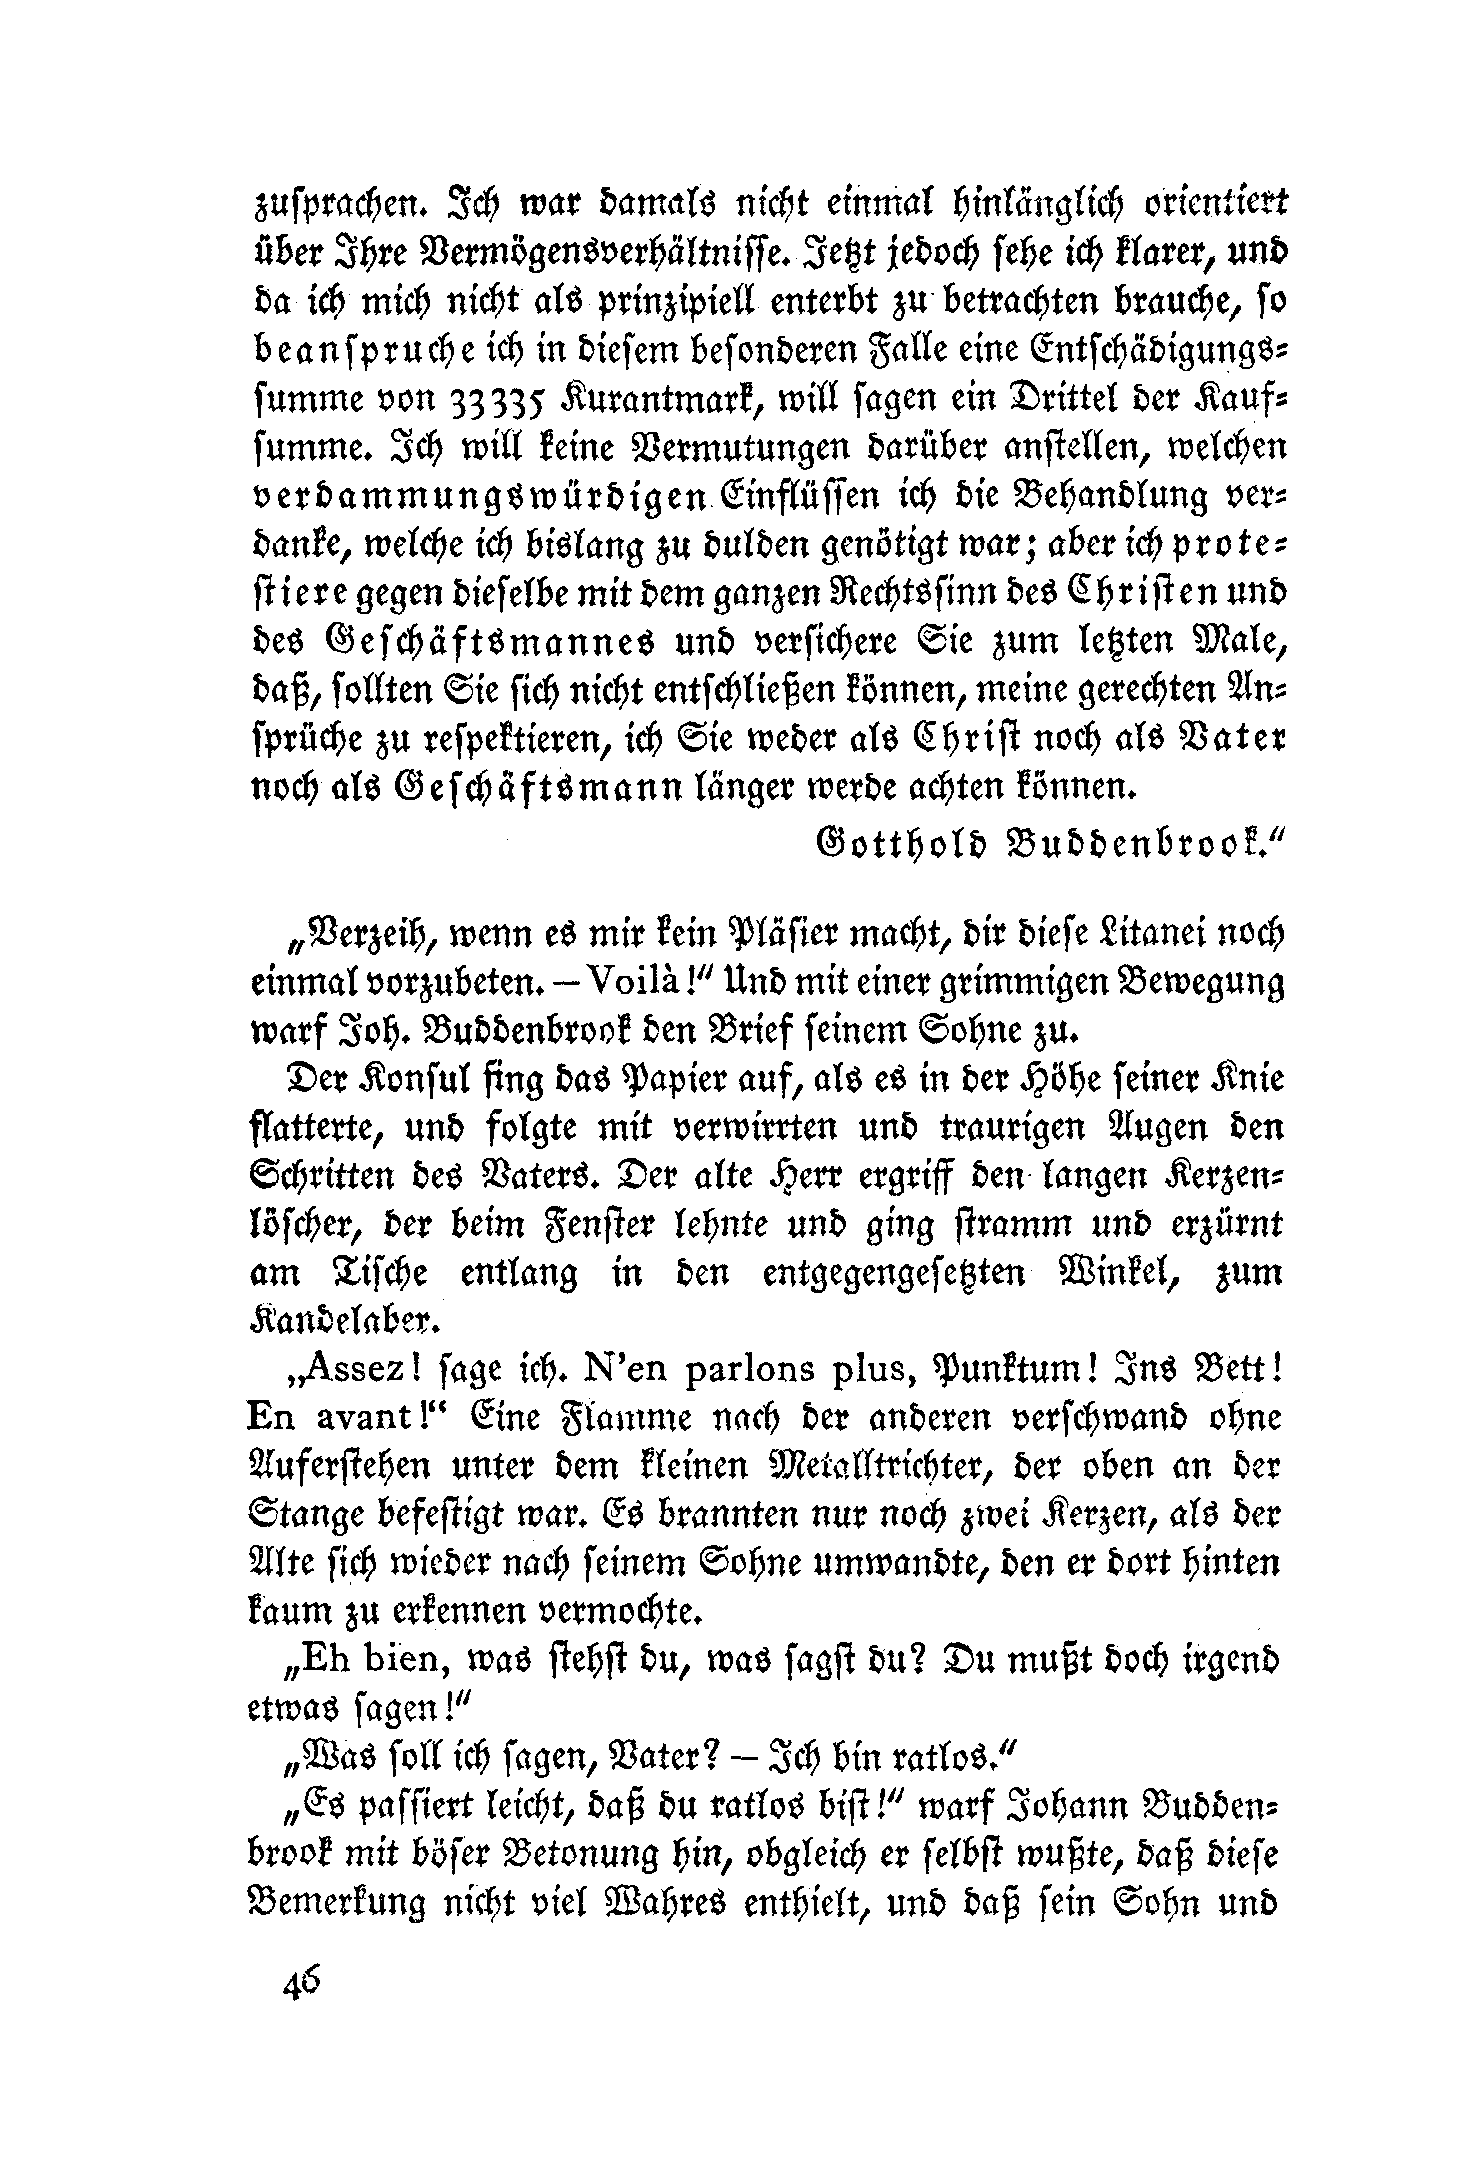 zusprachen. Ich war damals nicht einmal hinlänglich orientiert
über Ihre Vermögensverhältnisse. Jetzt jedoch sehe ich klarer, und
da ich mich nicht als prinzipiell enterbt zu betrachten brauche, so
beanspruche ich in diesem besonderen Falle eine Entschädigungs-
summe von 33335 Kurantmark, will sagen ein Drittel der Kauf-
summe. Ich will keine Vermutungen darüber anstellen, welchen
verdammungswürdigen Einflüssen ich die Behandlung ver-
danke, welche ich bislang zu dulden genötigt war; aber ich prote-
stiere gegen dieselbe mit dem ganzen Rechtssinn des Christen und
des Geschäftsmannes und versichere Sie zum letzten Male,
daß, sollten Sie sich nicht entschließen können, meine gerechten An-
sprüche zu respektieren, ich Sie weder als Christ noch als Vater
noch als Geschäftsmann länger werde achten können.
Gotthold Buddenbrook.“
„Verzeih, wenn es mir kein Pläsier macht, dir diese Litanei noch
einmal vorzubeten. — Voilà!“ Und mit einer grimmigen Bewegung
warf Joh. Buddenbrook den Brief seinem Sohne zu.
Der Konsul fing das Papier auf, als es in der Höhe seiner Knie
flatterte, und folgte mit verwirrten und traurigen Augen den
Schritten des Vaters. Der alte Herr ergriff den langen Kerzen-
löscher, der beim Fenster lehnte und ging stramm und erzürnt
am Tische entlang in den entgegengesetzten Winkel, zum
Kandelaber.
„Assez! sage ich. N'en parlons plus, Punktum! Ins Bett!
En avant!“ Eine Flamme nach der anderen verschwand ohne
Auferstehen unter dem kleinen Metalltrichter, der oben an der
Stange befestigt war. Es brannten nur noch zwei Kerzen, als der
Alte sich wieder nach seinem Sohne umwandte, den er dort hinten
kaum zu erkennen vermochte.
„Eh bien, was stehst du, was sagst du? Du mußt doch irgend
etwas sagen!“
„Was soll ich sagen, Vater? — Ich bin ratlos.“
„Es passiert leicht, daß du ratlos bist!“ warf Johann Budden-
brook mit böser Betonung hin, obgleich er selbst wußte, daß diese
Bemerkung nicht viel Wahres enthielt, und daß sein Sohn und
46